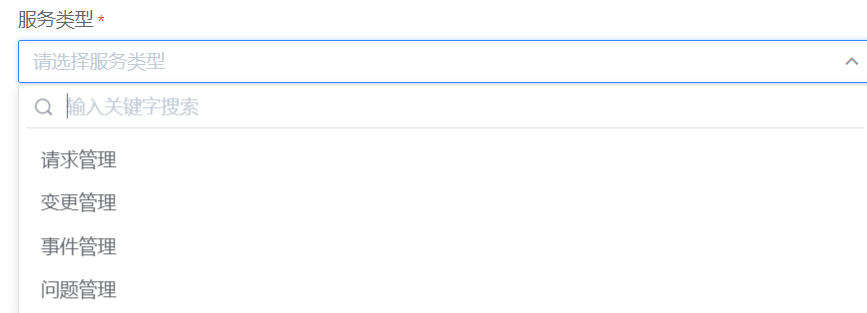 服务类型 *
请选择服务类型
输入关键字搜索
请求管理
变更管理
事件管理
问题管理